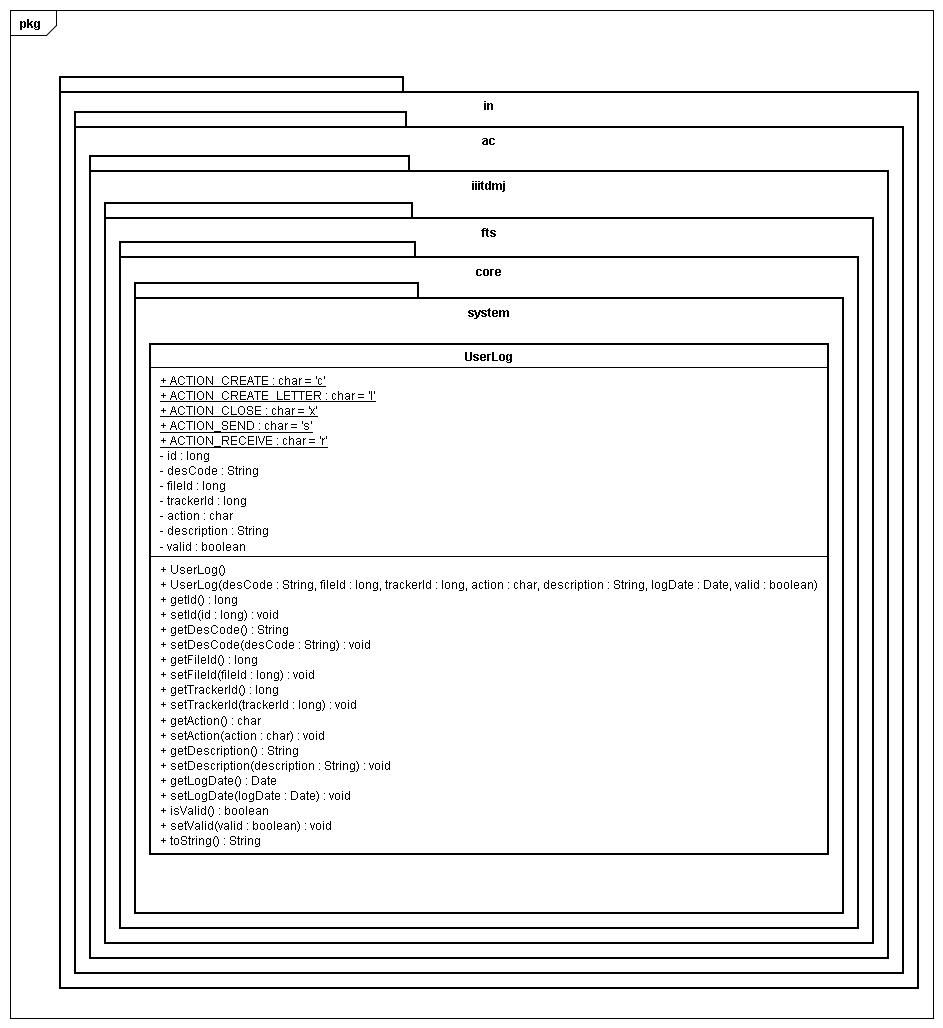 pkg
in
ac
iiitdmj
fts
core
system
UserLog
+ ACTION_CREATE : char = 'c'
+ ACTION_CREATE_LETTER : char = 'l'
+ ACTION_CLOSE : char = 'x'
+ ACTION_SEND : char = 's'
+ ACTION_RECEIVE : char = 'r'
- id : long
- desCode : String
- fileId : long
- trackerId : long
- action : char
- description : String
- valid : boolean
+ UserLog()
+ UserLog(desCode : String, fileId : long, trackerId : long, action : char, description : String, logDate : Date, valid : boolean)
+ getId() : long
+ setId(id : long) : void
+ getDesCode() : String
+ setDesCode(desCode : String) : void
+ getFileId() : long
+ setFileId(fileId : long) : void
+ getTrackerId() : long
+ setTrackerId(trackerId : long) : void
+ getAction() : char
+ setAction(action : char) : void
+ getDescription() : String
+ setDescription(description : String) : void
+ getLogDate() : Date
+ setLogDate(logDate : Date) : void
+ isValid() : boolean
+ setValid(valid : boolean) : void
+ toString() : String